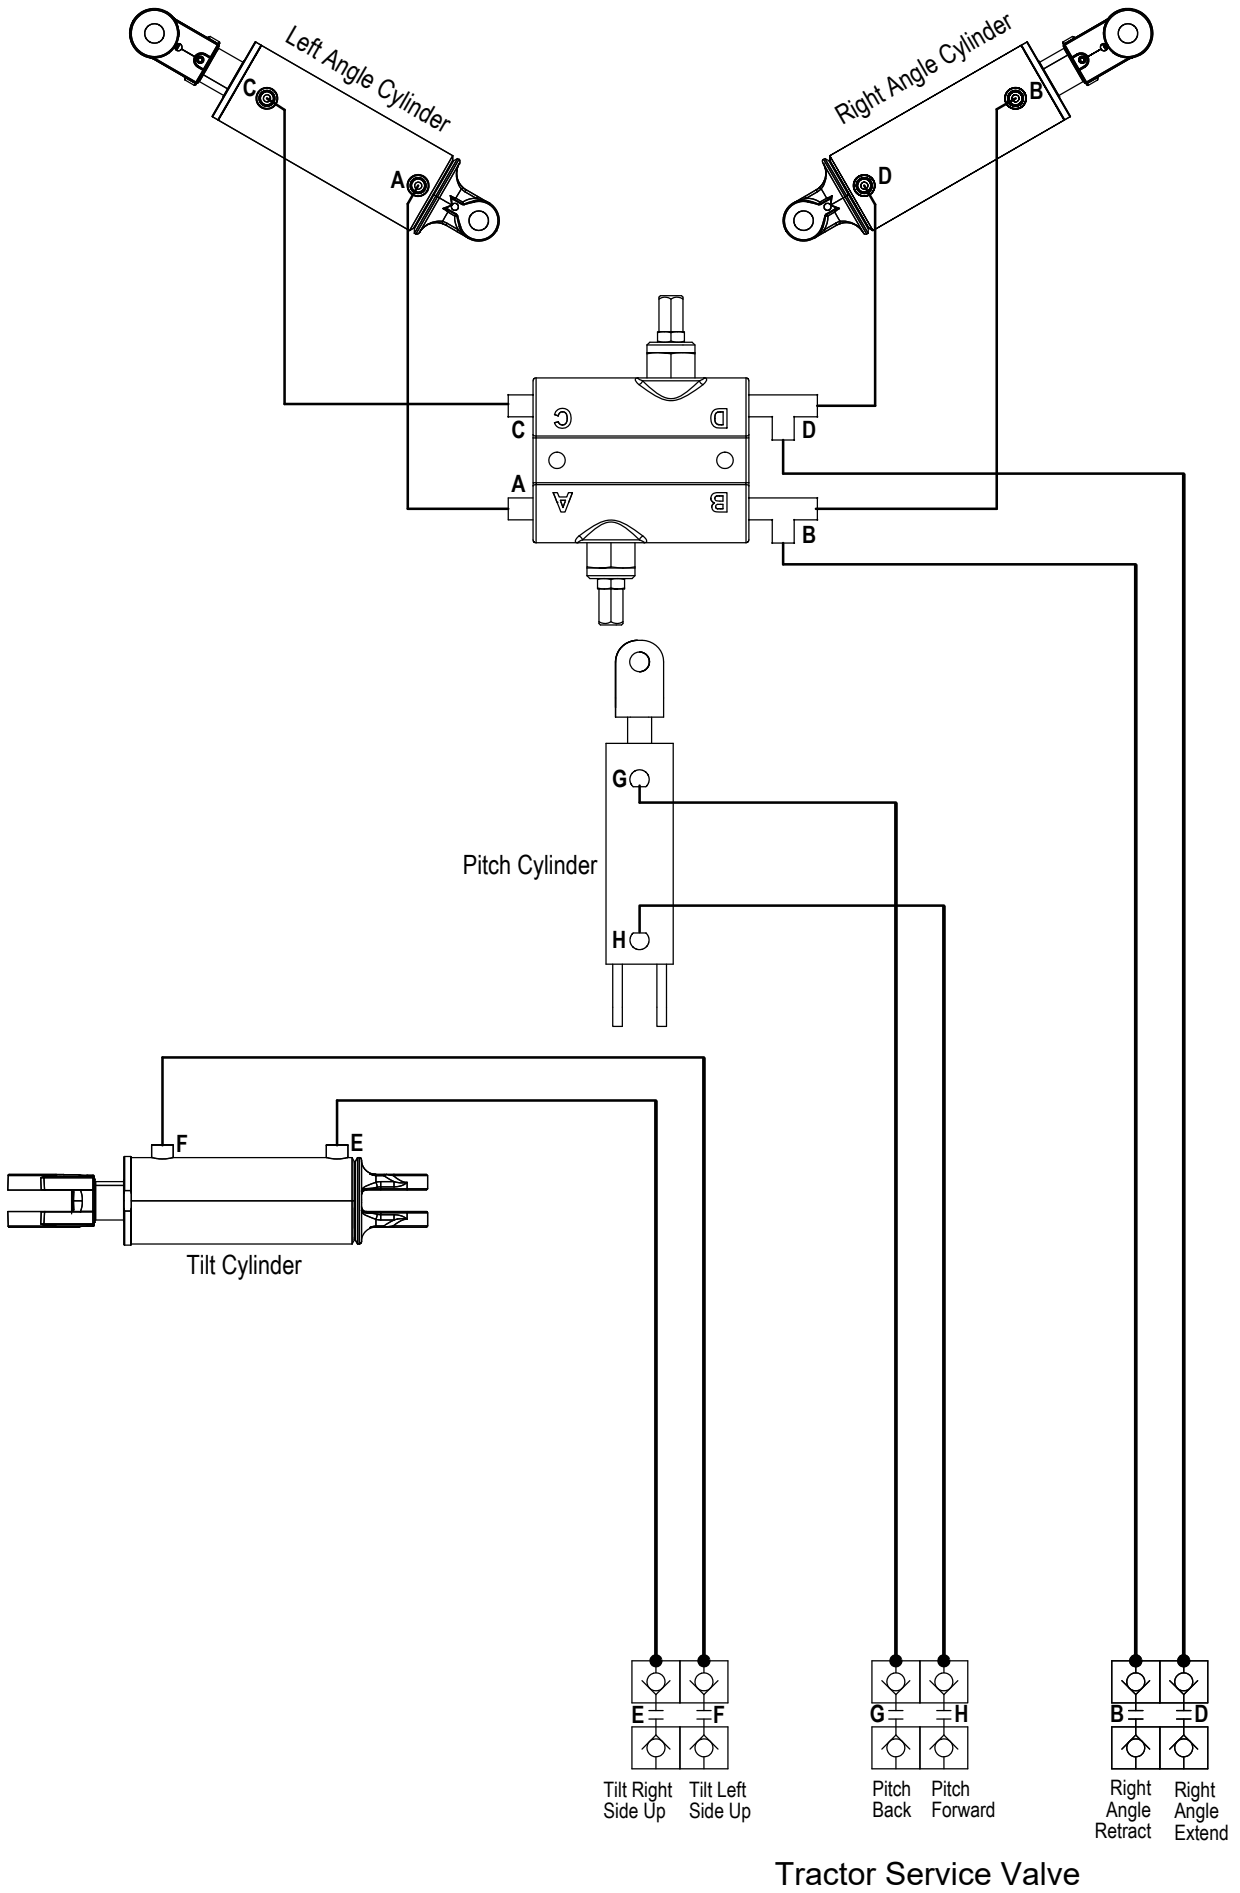 Left Angle Cylinder
Right Angle Cylinder
C
B
A
D
C
D
C
D
A
A
B
B
G
Pitch Cylinder
H
F
E
Tilt Cylinder
E
F
G
H
B
D
Tilt Right
Side Up
Tilt Left
Side Up
Pitch
Back
Pitch
Forward
Right
Angle
Retract
Right
Angle
Extend
Tractor Service Valve